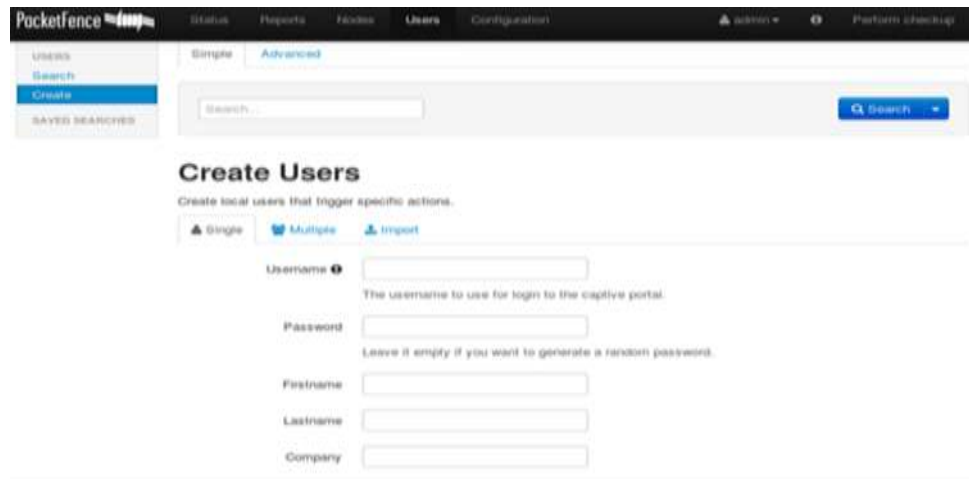 PacketFence Status Reports Nodes Users Configuration admin Perform checkup
USERS
Search
Create
SAVED SEARCHES
Simple Advanced
Search...
Search
Create Users
Create local users that trigger specific actions.
Single Multiple Import
Username
The username to use for login to the captive portal.
Password
Leave it empty if you want to generate a random password.
Firstname
Lastname
Company